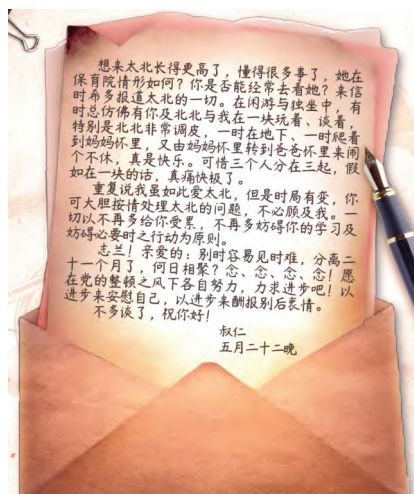 想来太北长得更高了，懂得很多事了，她在
保育院情形如何？你是否能经常去看她？来信
时希多报道太北的一切。在闲游与独坐中，有
时总仿佛有你及北北与我在一块玩着、谈着，
特别是北北非常调皮，一时在地下、一时爬着
到妈妈怀里，又由妈妈怀里转到爸爸怀里来闹
个不休，真是快乐。可惜三个人分在三起，假
如在一块的话，真痛快极了。
重复说我虽如此爱太北，但是时局有变，你
可大胆按情处理太北的问题，不必顾及我。一
切以不再多给你受累，不再多妨碍你的学习及
妨碍必要时之行动为原则。
志兰！亲爱的：别时容易见时难，分离二
十一个月了，何日相聚？念、念、念、念！愿
在党的整顿之风下各自努力，力求进步吧！以
进步来安慰自己，以进步来酬报别后衷情。
不多谈了，祝你好！
叔仁
五月二十二晚